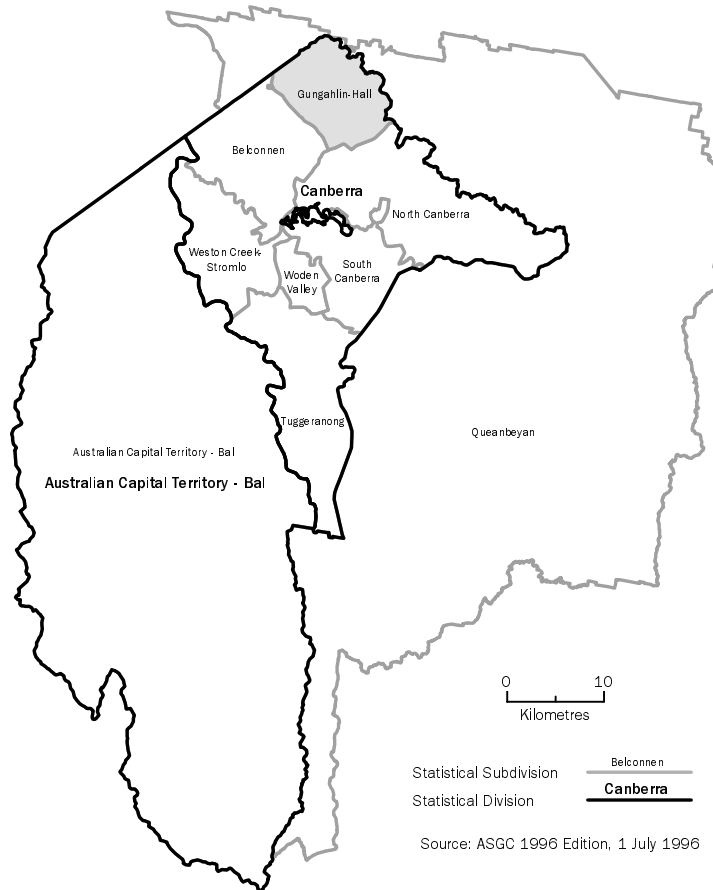 Gungahlin-Hall
Belconnen
Canberra
North Canberra
Weston Creek-
Stromlo
Woden
Valley
South
Canberra
Tuggeranong
Queanbeyan
Australian Capital Territory - Bal
Australian Capital Territory - Bal
0 10
Kilometres
Statistical Subdivision Belconnen
Statistical Division Canberra
Source: ASGC 1996 Edition, 1 July 1996